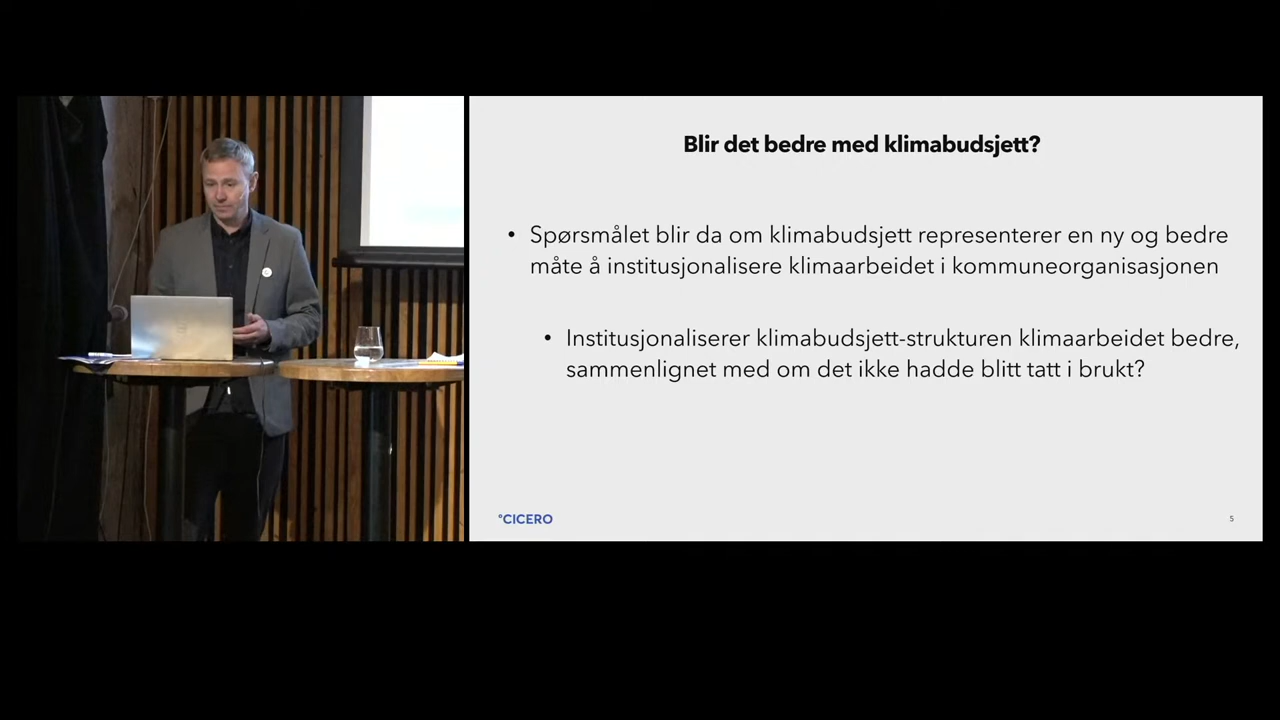 Blir det bedre med klimabudsjett?
• Spørsmålet blir da om klimabudsjett representerer en ny og bedre
måte å institusjonalisere klimaarbeidet i kommuneorganisasjonen
• Institusjonaliserer klimabudsjett-strukturen klimaarbeidet bedre,
sammenlignet med om det ikke hadde blitt tatt i brukt?
°CICERO
5